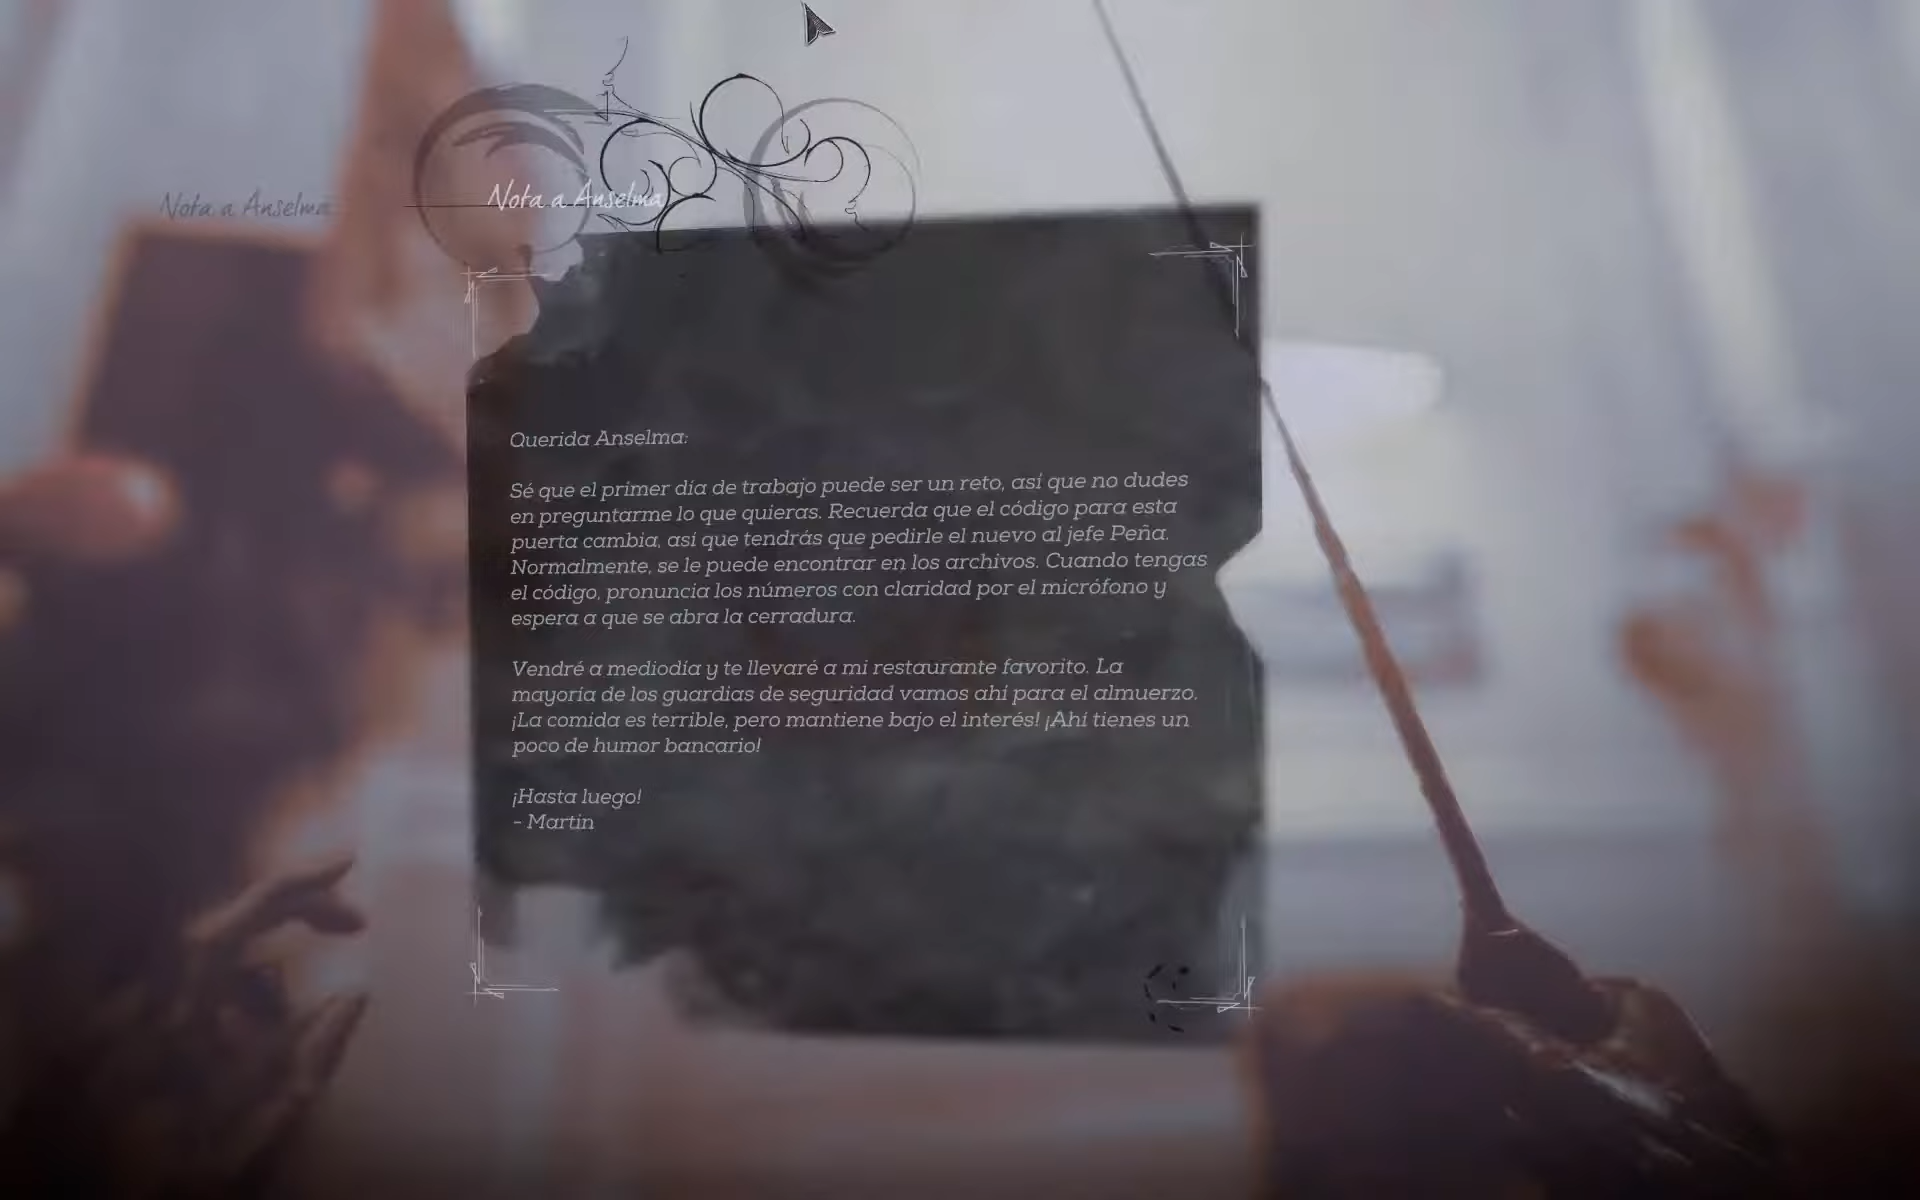 Nota a Anselma
Nota a Anselma
Querida Anselma:
Sé que el primer día de trabajo puede ser un reto, así que no dudes
en preguntarme lo que quieras. Recuerda que el código para esta
puerta cambia, así que tendrás que pedirle el nuevo al jefe Peña.
Normalmente, se le puede encontrar en los archivos. Cuando tengas
el código, pronuncia los números con claridad por el micrófono y
espera a que se abra la cerradura.
Vendré a mediodía y te llevaré a mi restaurante favorito. La
mayoría de los guardias de seguridad vamos ahí para el almuerzo.
¡La comida es terrible, pero mantiene bajo el interés! ¡Ahí tienes un
poco de humor bancario!
¡Hasta luego!
- Martín